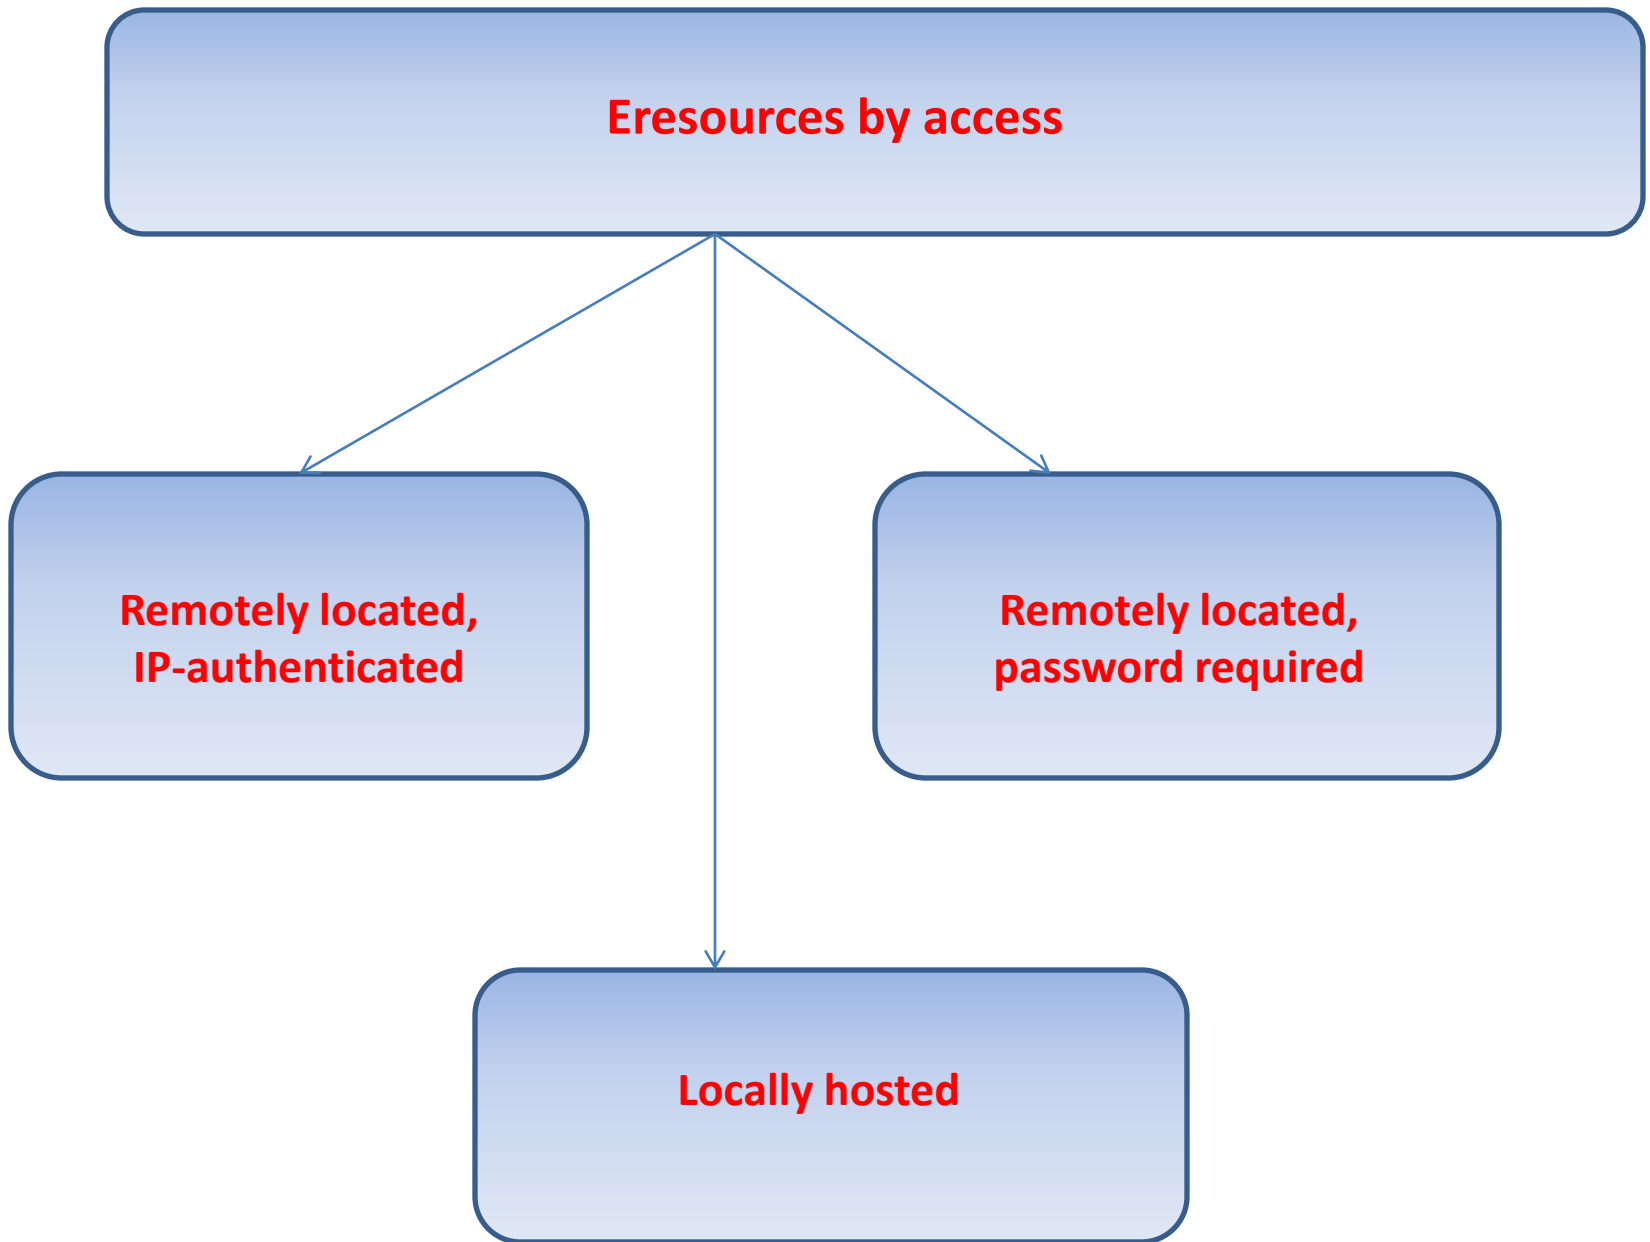 Eresources by access
Remotely located,
IP-authenticated
Remotely located,
password required
Locally hosted